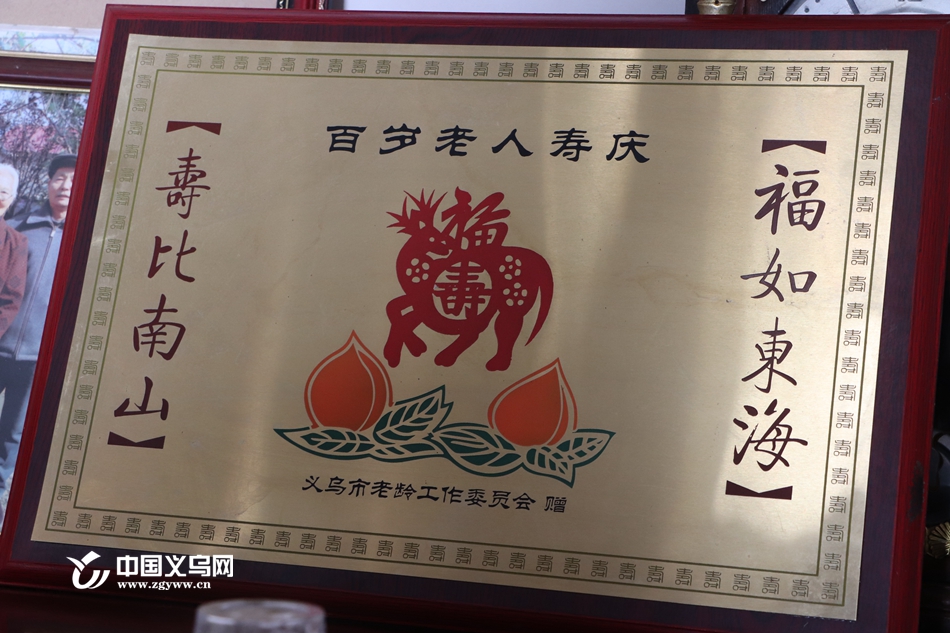 百岁老人寿庆
【福如東海】
【壽比南山】
福
壽
义乌市老龄工作委员会 赠
中国义乌网
www.zgyww.cn